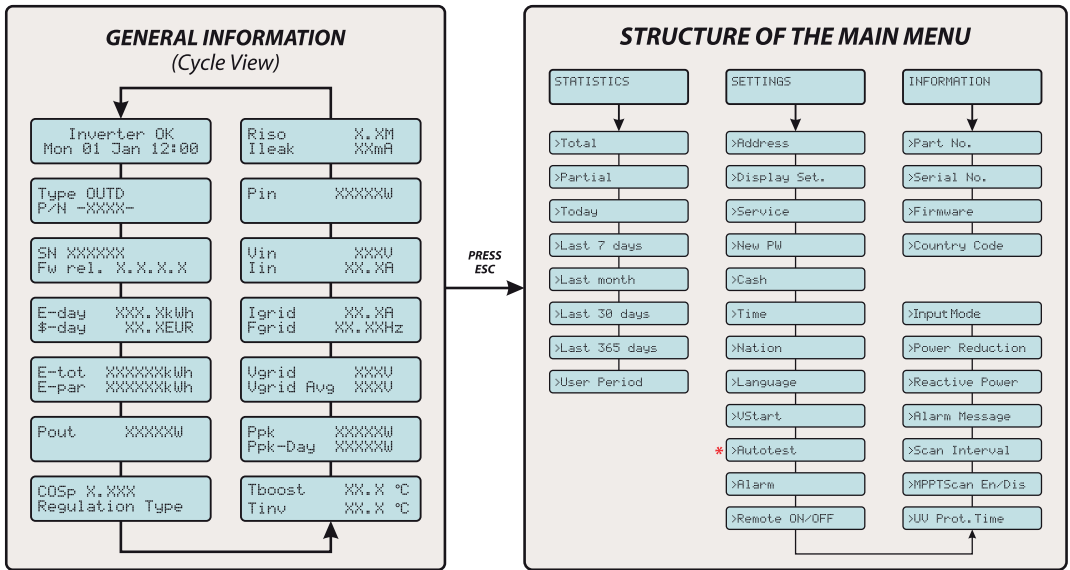 GENERAL INFORMATION
(Cycle View)
Inverter OK
Mon 01 Jan 12:00
Type OUTD
P/N -XXXX-
SN XXXXXX
Fw rel. X.X.X.X
E-day XXX.XkWh
$-day XX.XEUR
E-tot XXXXXXkWh
E-par XXXXXXkWh
Pout XXXXXW
COSp X.XXX
Regulation Type
Riso X.XM
Ileak XXmA
Pin XXXXXW
Vin XXXV
Iin XX.XA
Igrid XX.XA
Fgrid XX.XXHz
Vgrid XXXV
Vgrid Avg XXXV
Ppk XXXXXW
Ppk-Day XXXXXW
Tboost XX.X °C
Tinv XX.X °C
PRESS
ESC
STRUCTURE OF THE MAIN MENU
STATISTICS
>Total
>Partial
>Today
>Last 7 days
>Last month
>Last 30 days
>Last 365 days
>User Period
SETTINGS
>Address
>Display Set.
>Service
>New PW
>Cash
>Time
>Nation
>Language
>VStart
* >Autotest
>Alarm
>Remote ON/OFF
INFORMATION
>Part No.
>Serial No.
>Firmware
>Country Code
>Input Mode
>Power Reduction
>Reactive Power
>Alarm Message
>Scan Interval
>MPPTScan En/Dis
>UV Prot.Time